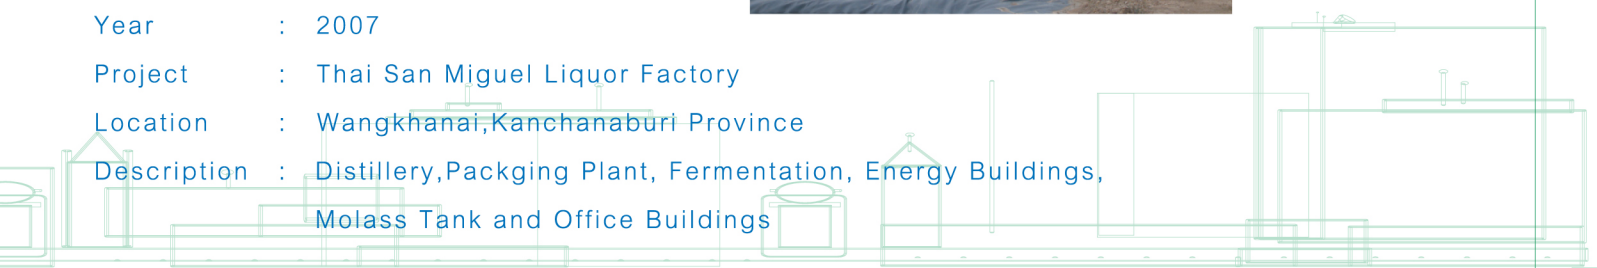 Year : 2007
Project : Thai San Miguel Liquor Factory
Location : Wangkhanai,Kanchanaburi Province
Description : Distillery,Packging Plant, Fermentation, Energy Buildings,
Molass Tank and Office Buildings